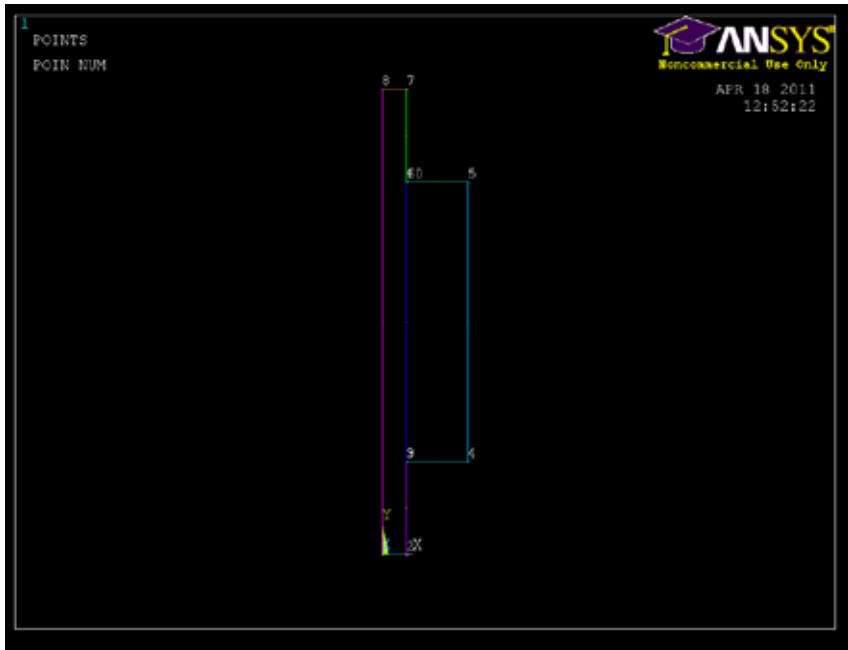 1
POINTS
POIN NUM
ANSYS
Noncommercial Use Only
APR 18 2011
12:52:22
8 7
5
9 4
Y
X